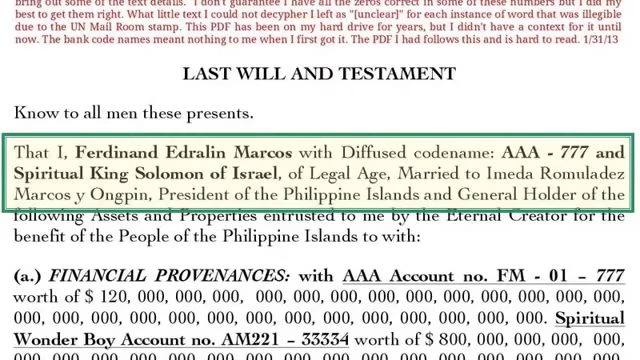 bring out some of the text details. "I don't guarantee I have all the zeros correct in some of these numbers but I did my
best to get them right. What little text I could not decypher I left as "[unclear]" for each instance of word that was illegible
due to the UN Mail Room stamp. This PDF has been on my hard drive for years, but I didn't have a context for it until
now. The bank code names meant nothing to me when I first got it. The PDF I had follows this and is hard to read. 1/31/13
LAST WILL AND TESTAMENT
Know to all men these presents.
That I, Ferdinand Edralin Marcos with Diffused codename: AAA - 777 and
Spiritual King Solomon of Israel, of Legal Age, Married to Imeda Romuladez
Marcos y Ongpin, President of the Philippine Islands and General Holder of the
following Assets and Properties entrusted to me by the Eternal Creator for the
benefit of the People of the Philippine Islands to with:
(a.) FINANCIAL PROVENANCES: with AAA Account no. FM - 01 – 777
worth of $ 120, 000, 000, 000, 000, 000, 000, 000, 000, 000, 000, 000, 000, 000,
000, 000, 000, 000, 000, 000, 000, 000, 000, 000, 000, 000, 000, 000. Spiritual
Wonder Boy Account no. AM221 – 33334 worth of $ 800, 000, 000, 000, 000,